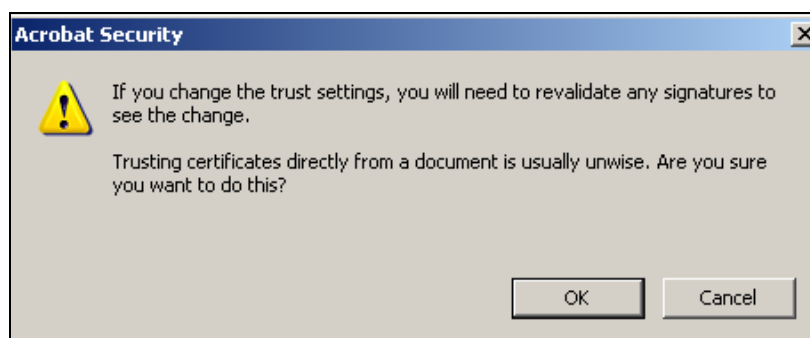 Acrobat Security
If you change the trust settings, you will need to revalidate any signatures to
see the change.
Trusting certificates directly from a document is usually unwise. Are you sure
you want to do this?
OK
Cancel